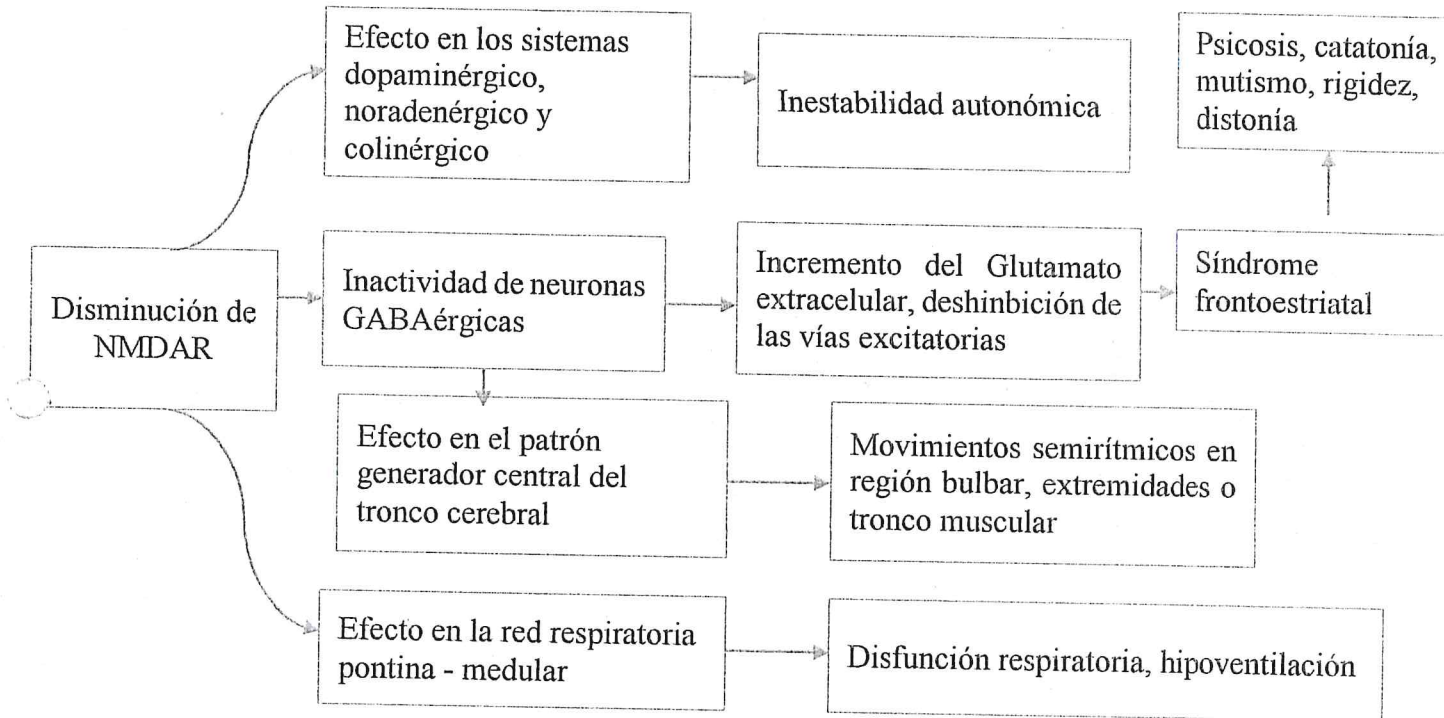 Efecto en los sistemas
dopaminérgico,
noradenérgico y
colinérgico
Inestabilidad autonómica
Psicosis, catatonía,
mutismo, rigidez,
distonía
Disminución de
NMDAR
Inactividad de neuronas
GABAérgicas
Incremento del Glutamato
extracelular, deshinbición de
las vías excitatorias
Síndrome
frontoestriatal
Efecto en el patrón
generador central del
tronco cerebral
Movimientos semirítmicos en
región bulbar, extremidades o
tronco muscular
Efecto en la red respiratoria
pontina - medular
Disfunción respiratoria, hipoventilación